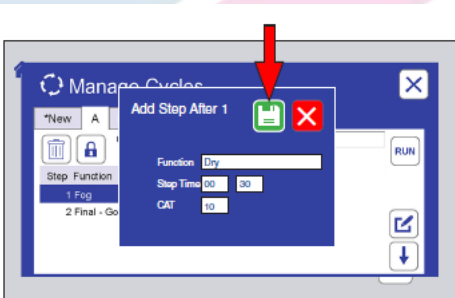 Manage Cycles
*New A
Add Step After 1
RUN
Step Function
Function Dry
1 Fog
Step Time 00 30
2 Final - Go
CAT 10